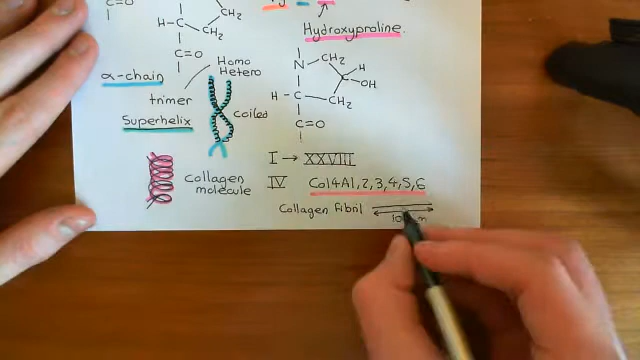 C=O
H-C
CH₂
CH₂
C=O
Hydroxyproline
α-chain
Homo
Hetero
trimer
Superhelix
Coiled
N
CH₂
C
H
OH
H-C
CH₂
C=O
I → XXVIII
Collagen
molecule
IV
Col4A1,2,3,4,5,6
Collagen Fibril